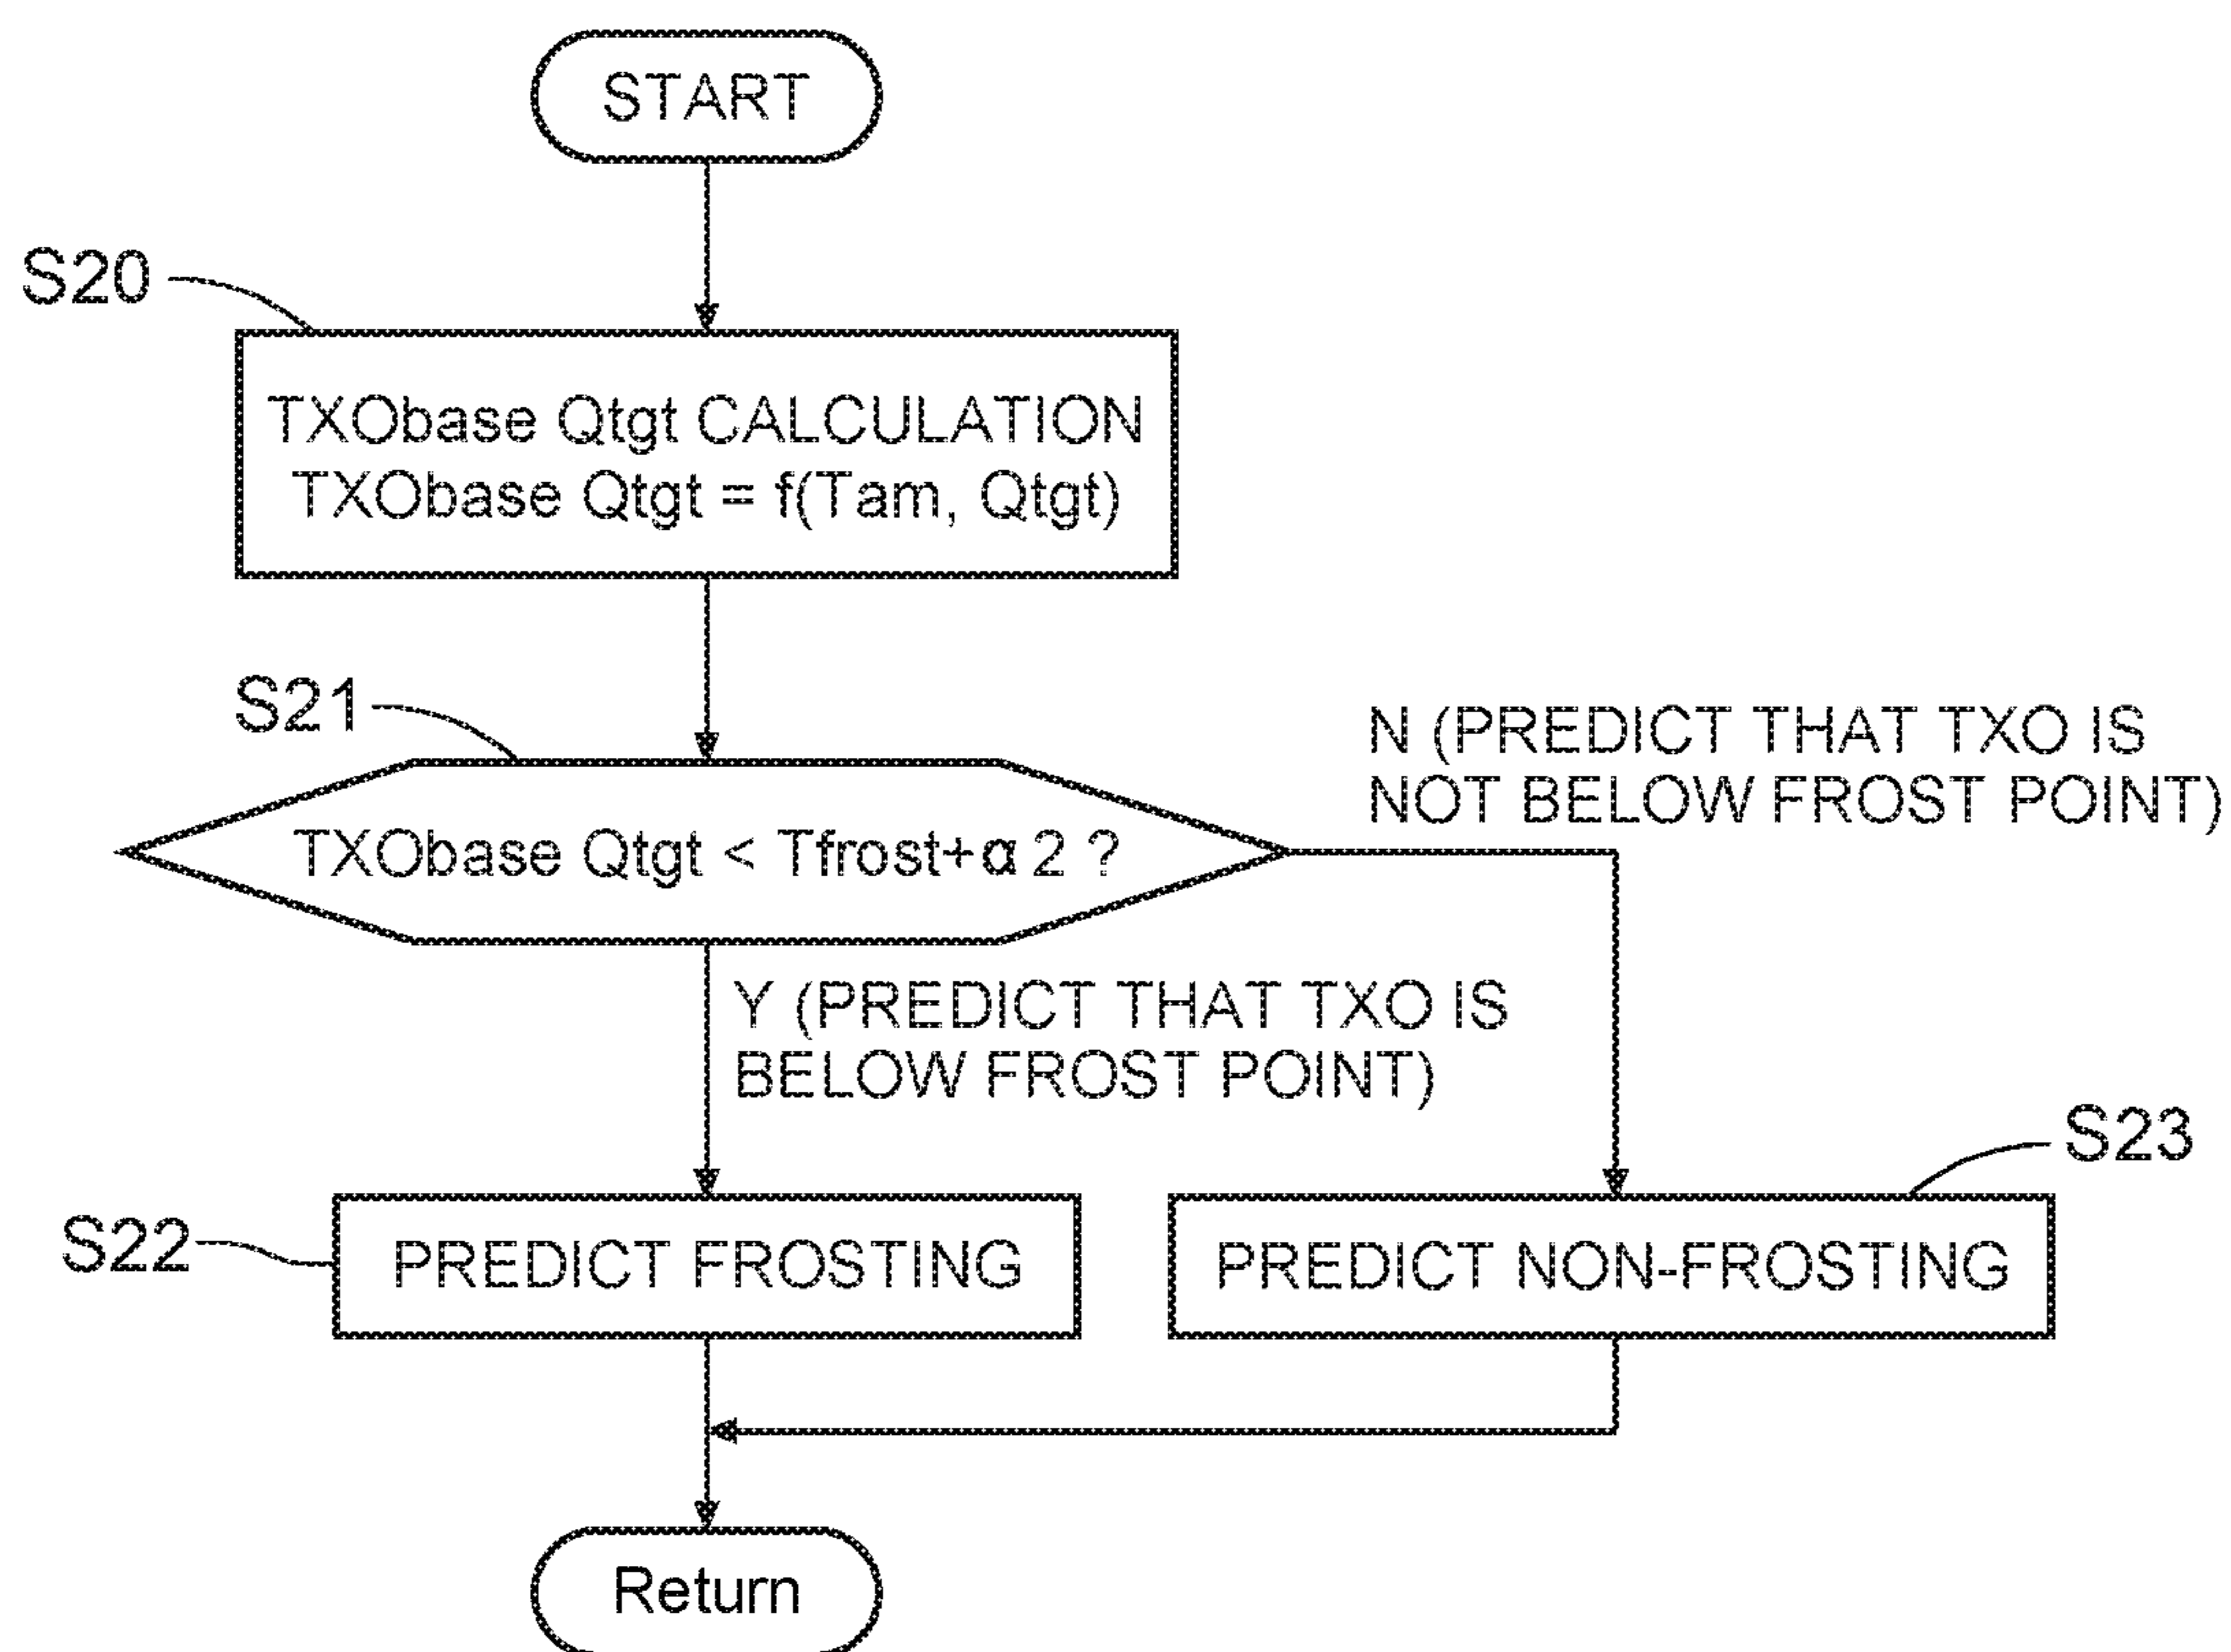 START
S20
TXObase Qtgt CALCULATION
TXObase Qtgt = f(Tam, Qtgt)
S21
TXObase Qtgt < Tfrost+α 2 ?
N (PREDICT THAT TXO IS
NOT BELOW FROST POINT)
Y (PREDICT THAT TXO IS
BELOW FROST POINT)
S22
PREDICT FROSTING
S23
PREDICT NON-FROSTING
Return